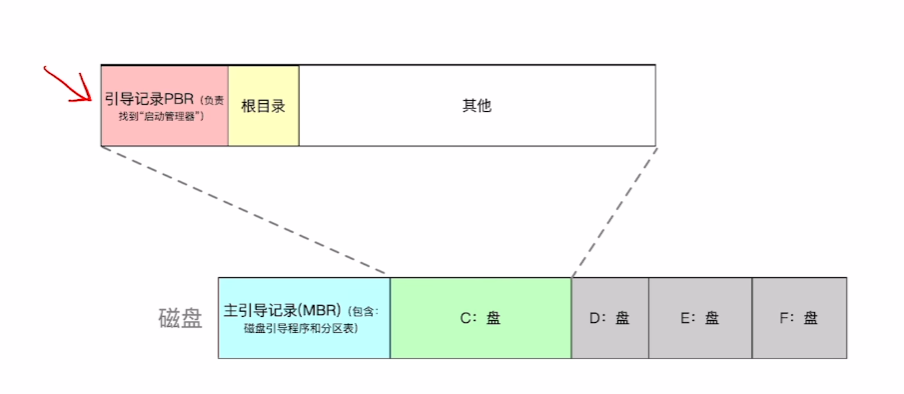 引导记录PBR（负责
找到“启动管理器”）
根目录
其他
磁盘
主引导记录(MBR)（包含：
磁盘引导程序和分区表）
C：盘
D：盘
E：盘
F：盘